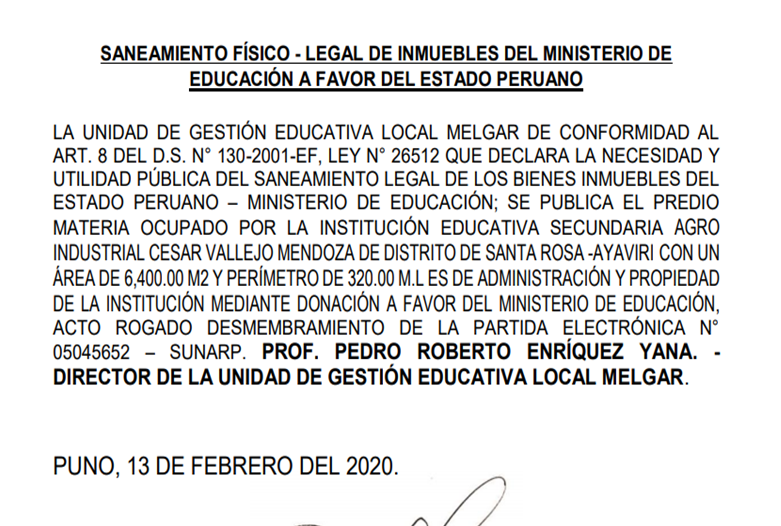 SANEAMIENTO FÍSICO - LEGAL DE INMUEBLES DEL MINISTERIO DE
EDUCACIÓN A FAVOR DEL ESTADO PERUANO
LA UNIDAD DE GESTIÓN EDUCATIVA LOCAL MELGAR DE CONFORMIDAD AL
ART. 8 DEL D.S. N° 130-2001-EF, LEY N° 26512 QUE DECLARA LA NECESIDAD Y
UTILIDAD PÚBLICA DEL SANEAMIENTO LEGAL DE LOS BIENES INMUEBLES DEL
ESTADO PERUANO – MINISTERIO DE EDUCACIÓN; SE PUBLICA EL PREDIO
MATERIA OCUPADO POR LA INSTITUCIÓN EDUCATIVA SECUNDARIA AGRO
INDUSTRIAL CESAR VALLEJO MENDOZA DE DISTRITO DE SANTA ROSA -AYAVIRI CON UN
ÁREA DE 6,400.00 M2 Y PERÍMETRO DE 320.00 M.L ES DE ADMINISTRACIÓN Y PROPIEDAD
DE LA INSTITUCIÓN MEDIANTE DONACIÓN A FAVOR DEL MINISTERIO DE EDUCACIÓN,
ACTO ROGADO DESMEMBRAMIENTO DE LA PARTIDA ELECTRÓNICA N°
05045652 – SUNARP. PROF. PEDRO ROBERTO ENRÍQUEZ YANA. -
DIRECTOR DE LA UNIDAD DE GESTIÓN EDUCATIVA LOCAL MELGAR.
PUNO, 13 DE FEBRERO DEL 2020.